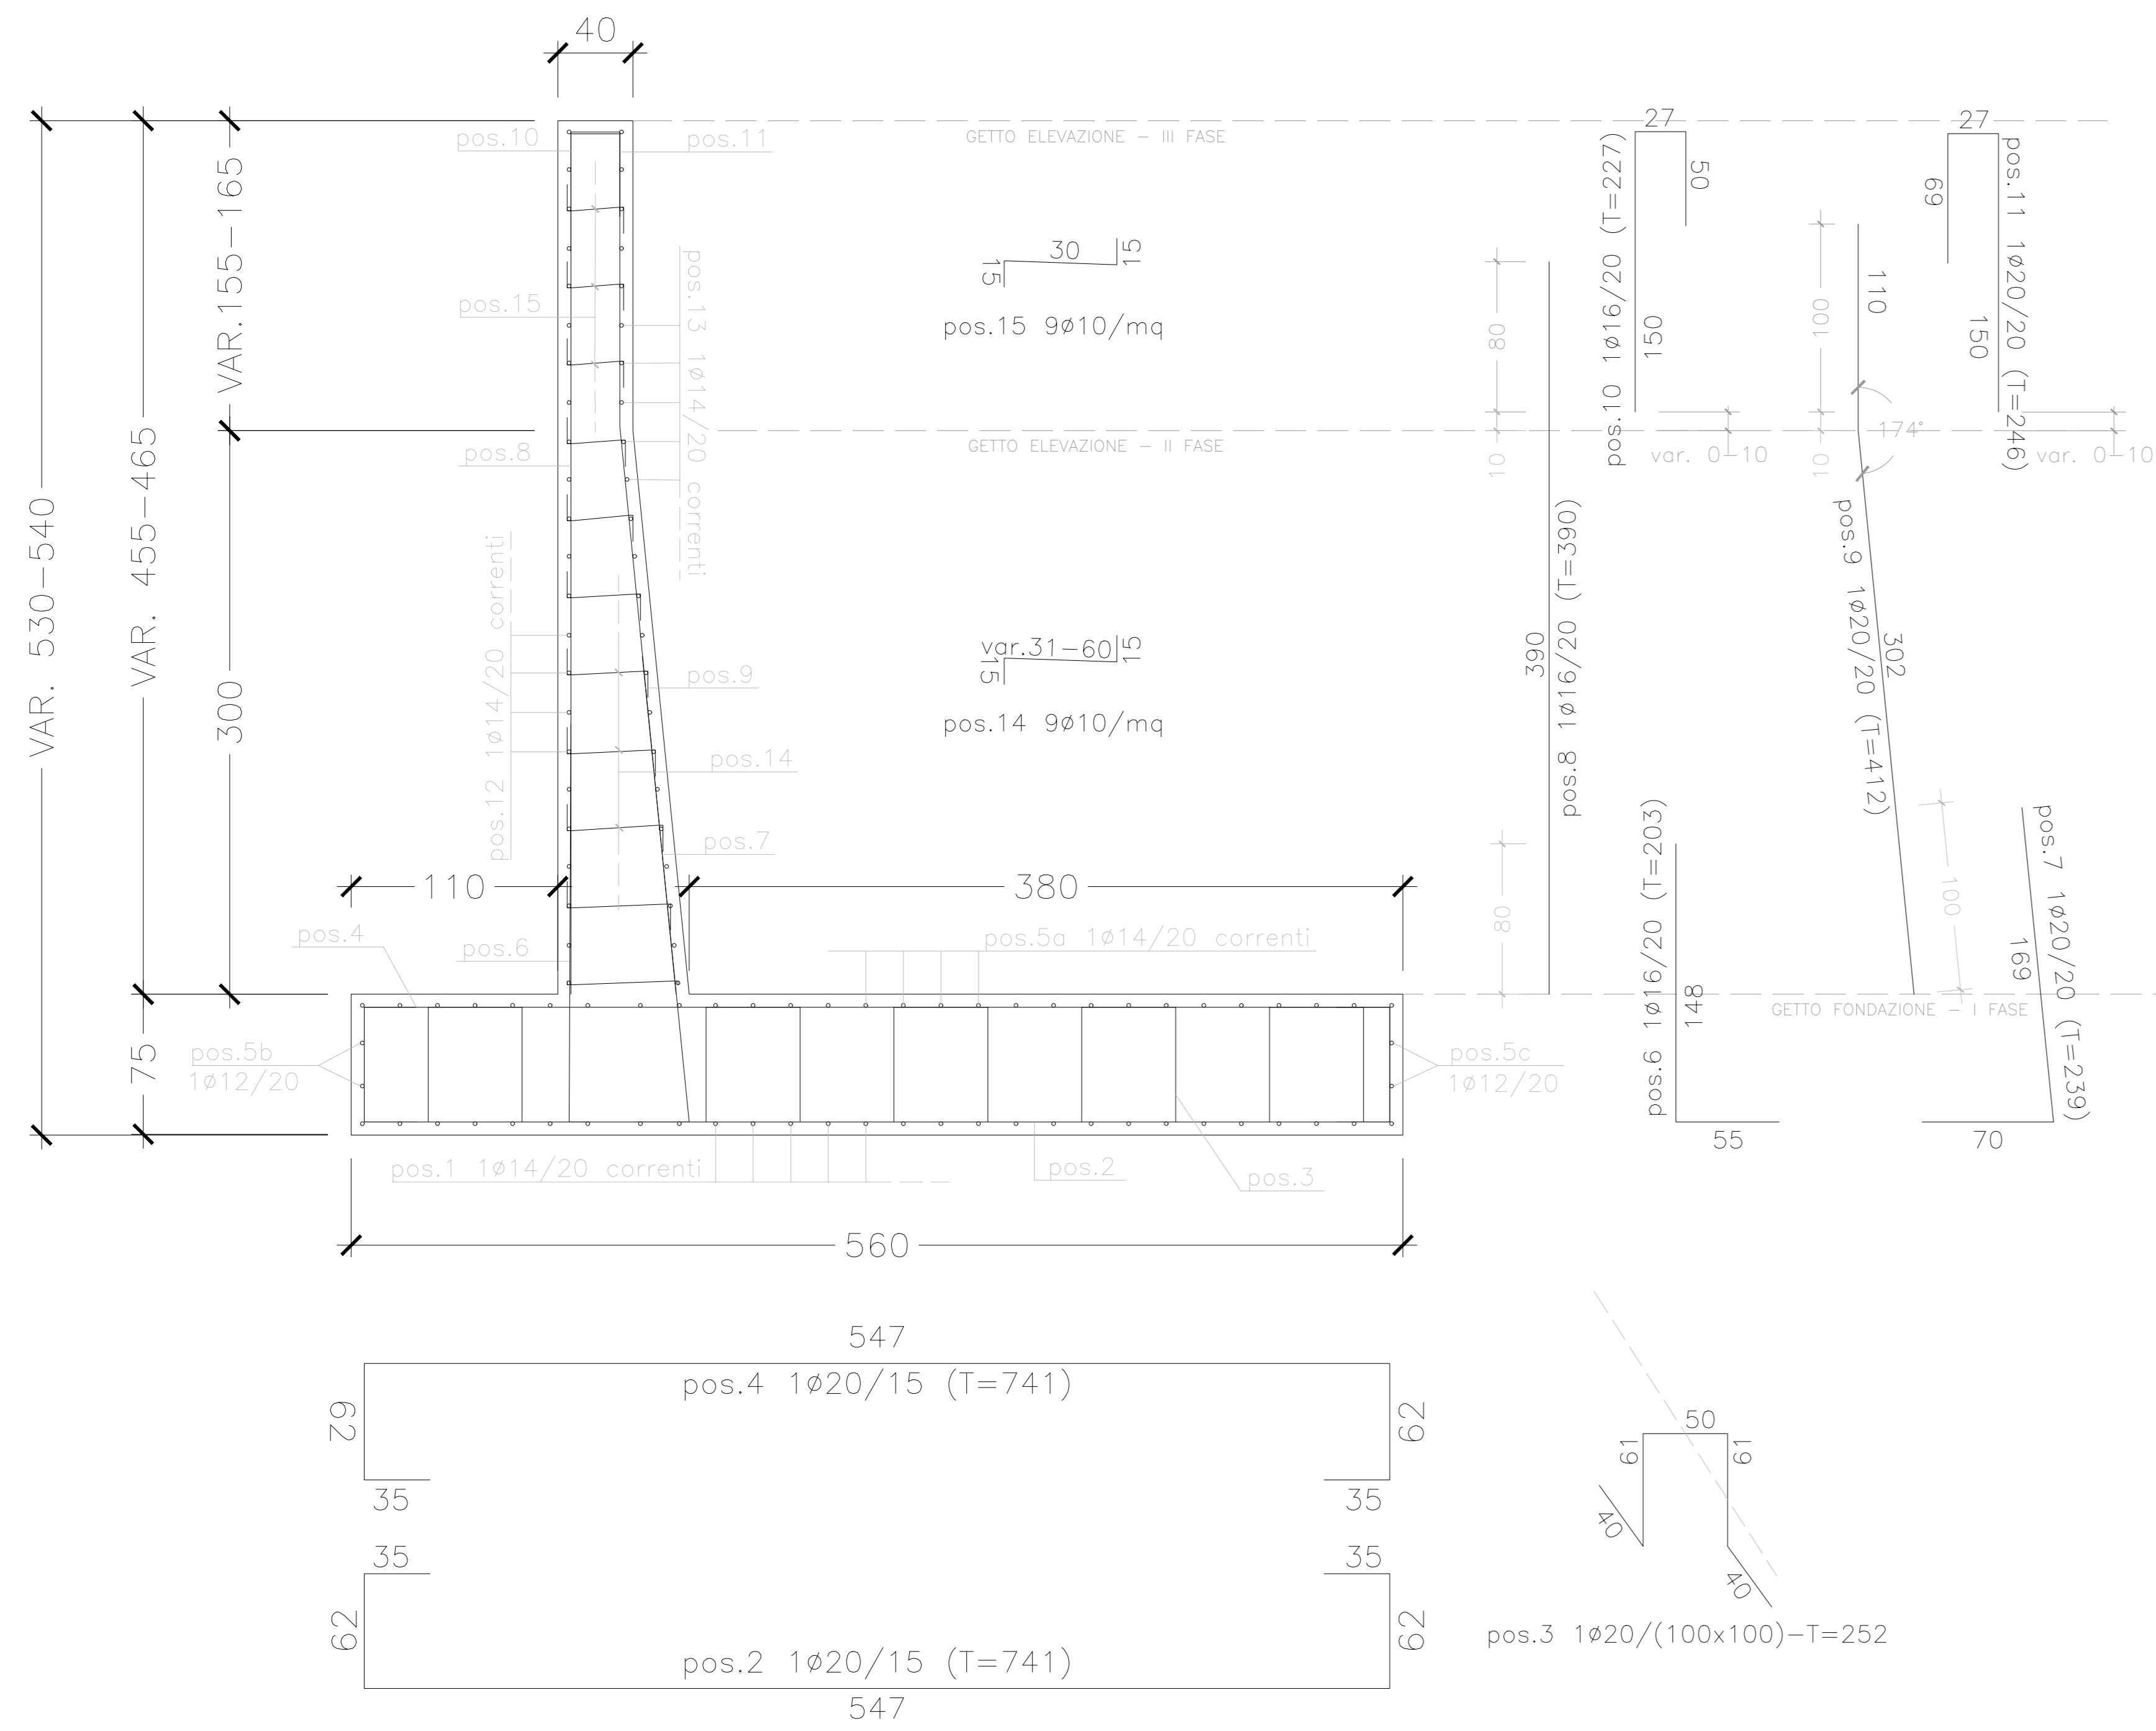 40
VAR. 530-540
VAR. 455-465
75
VAR.155-165
300
pos.10
pos.11
pos.15
pos.13 1ø14/20 correnti
pos.8
pos.12 1ø14/20 correnti
pos.9
pos.14
pos.7
110
380
pos.4
pos.6
pos.5a 1ø14/20 correnti
pos.5b
1ø12/20
pos.5c
1ø12/20
pos.1 1ø14/20 correnti
pos.2
pos.3
560
GETTO ELEVAZIONE - III FASE
15
30
15
pos.15 9ø10/mq
GETTO ELEVAZIONE - II FASE
15
var.31-60
15
pos.14 9ø10/mq
80
10
80
390
pos.8 1ø16/20 (T=390)
27
50
150
pos.10 1ø16/20 (T=227)
var. 0-10
100
10
110
174°
302
pos.9 1ø20/20 (T=412)
27
69
150
pos.11 1ø20/20 (T=246)
var. 0-10
pos.6 1ø16/20 (T=203)
148
55
100
169
pos.7 1ø20/20 (T=239)
70
GETTO FONDAZIONE - I FASE
547
pos.4 1ø20/15 (T=741)
62
62
35
35
35
35
62
62
pos.2 1ø20/15 (T=741)
547
50
61
61
40
40
pos.3 1ø20/(100x100)-T=252